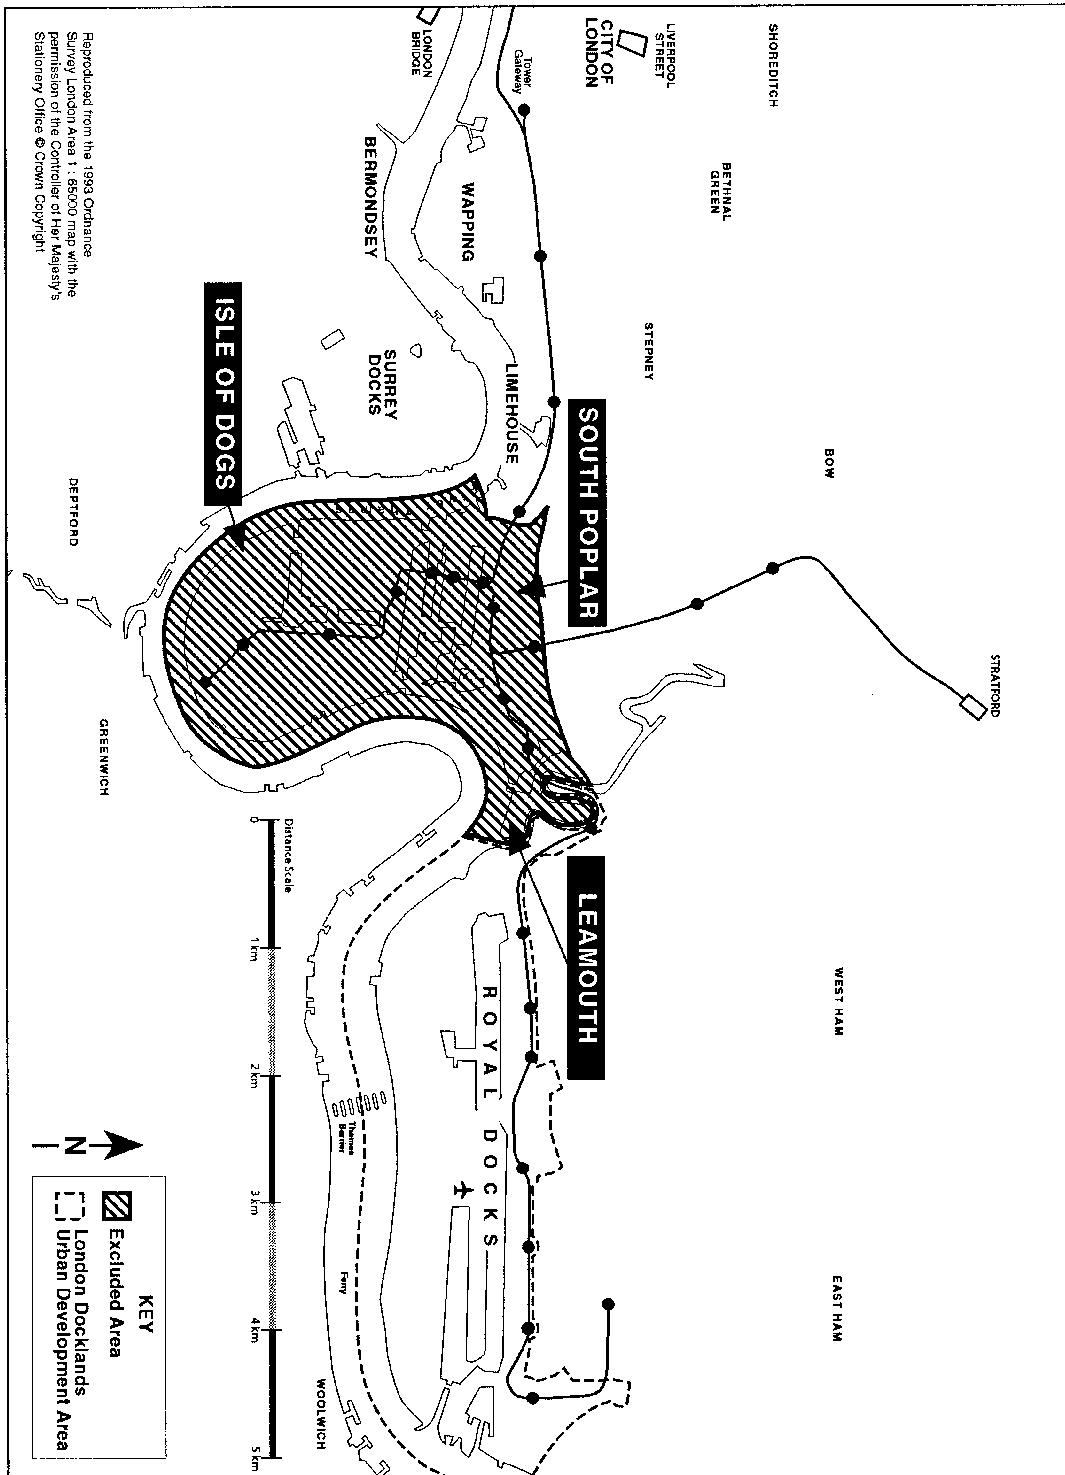 SHOREDITCH
LIVERPOOL
STREET
CITY OF
LONDON
LONDON
BRIDGE
Tower
Gateway
BETHNAL
GREEN
WAPPING
BERMONDSEY
STEPNEY
LIMEHOUSE
SURREY
DOCKS
ISLE OF DOGS
SOUTH POPLAR
BOW
DEPTFORD
STRATFORD
GREENWICH
LEAMOUTH
WEST HAM
ROYAL DOCKS
EAST HAM
Thames
Barrier
Ferry
WOOLWICH
Distance Scale
0
1 km
2 km
3 km
4 km
5 km
N
KEY
Excluded Area
London Docklands
Urban Development Area
Reproduced from the 1993 Ordnance
Survey London Area 1 : 65000 map with the
permission of the Controller of Her Majesty's
Stationery Office © Crown Copyright